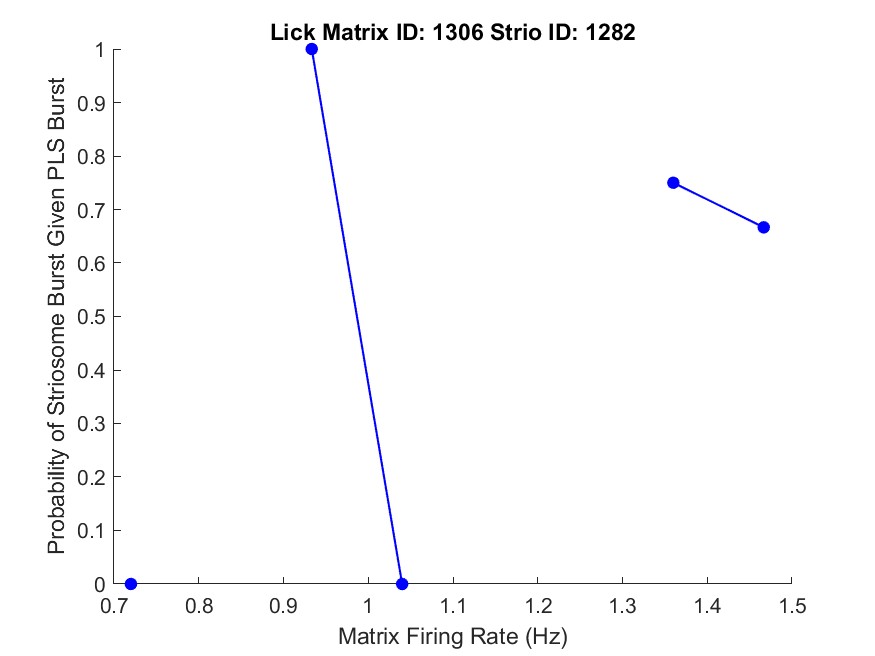 Lick Matrix ID: 1306 Strio ID: 1282
Probability of Striosome Burst Given PLS Burst
1
0.9
0.8
0.7
0.6
0.5
0.4
0.3
0.2
0.1
0
0.7 0.8 0.9 1 1.1 1.2 1.3 1.4 1.5
Matrix Firing Rate (Hz)